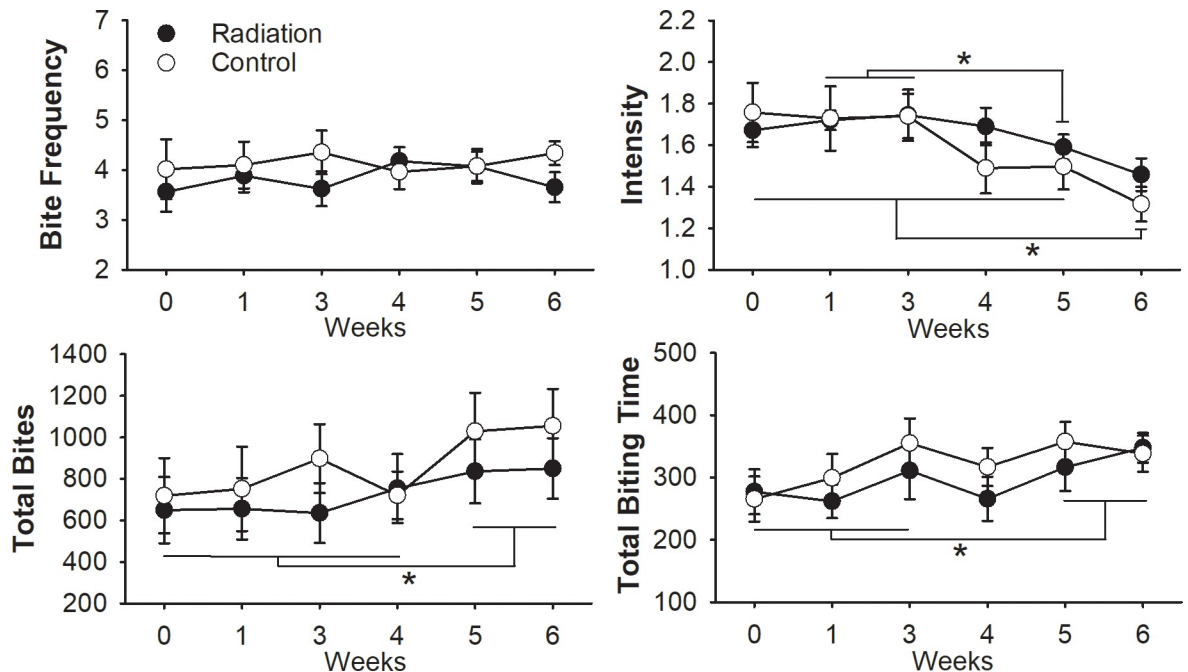 Bite Frequency
7
6
5
4
3
2
Radiation
Control
0 1 3 4 5 6
Weeks
Intensity
2.2
2.0
1.8
1.6
1.4
1.2
1.0
*
*
0 1 3 4 5 6
Weeks
Total Bites
1400
1200
1000
800
600
400
200
*
0 1 3 4 5 6
Weeks
Total Biting Time
500
400
300
200
100
*
0 1 3 4 5 6
Weeks